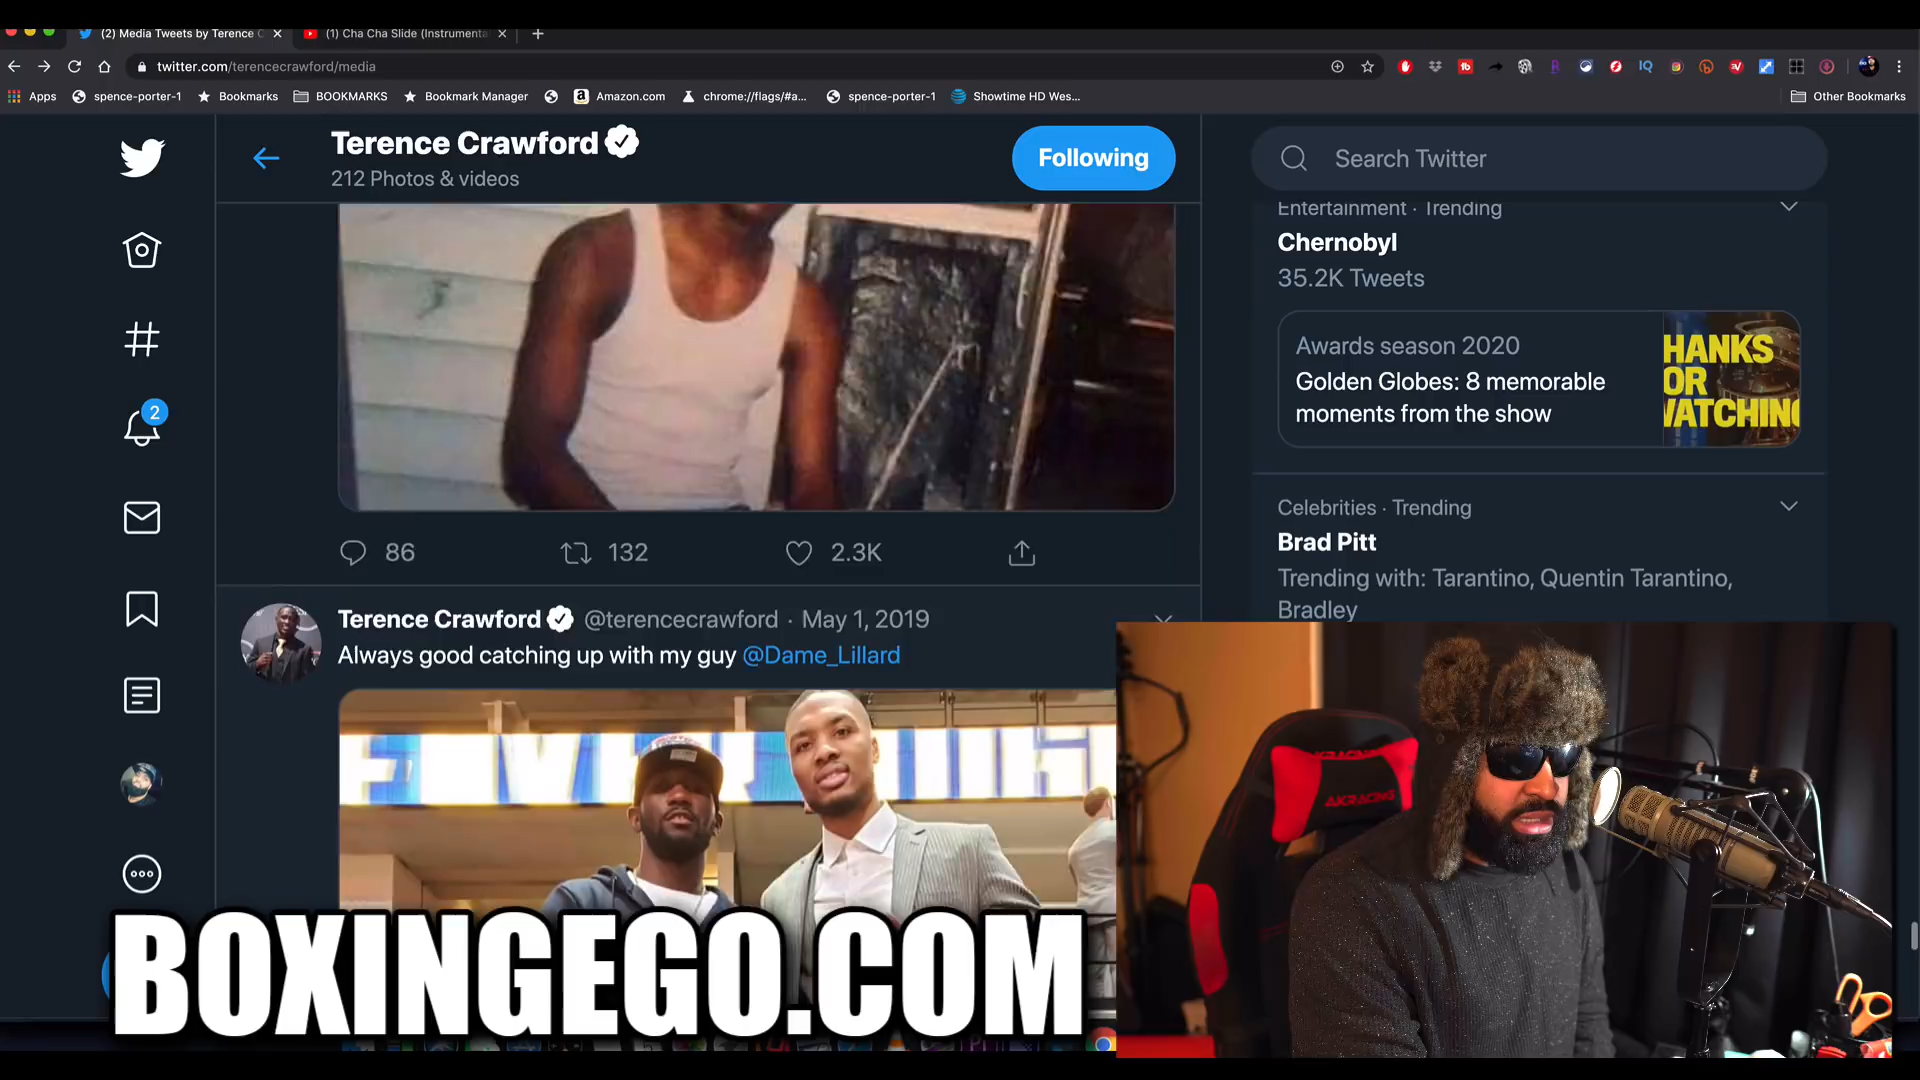 (2) Media Tweets by Terence C
(1) Cha Cha Slide (Instrumenta
twitter.com/terencecrawford/media
Apps
spence-porter-1
Bookmarks
BOOKMARKS
Bookmark Manager
Amazon.com
chrome://flags/#a...
spence-porter-1
Showtime HD Wes...
Other Bookmarks
Terence Crawford
212 Photos & videos
Following
Search Twitter
Entertainment · Trending
Chernobyl
35.2K Tweets
Awards season 2020
Golden Globes: 8 memorable
moments from the show
HANKS
OR
WATCHING
Celebrities · Trending
Brad Pitt
Trending with: Tarantino, Quentin Tarantino,
Bradley
2
86
132
2.3K
Terence Crawford @terencecrawford · May 1, 2019
Always good catching up with my guy @Dame_Lillard
AKRACING
AKRACING
BOXINGEGO.COM